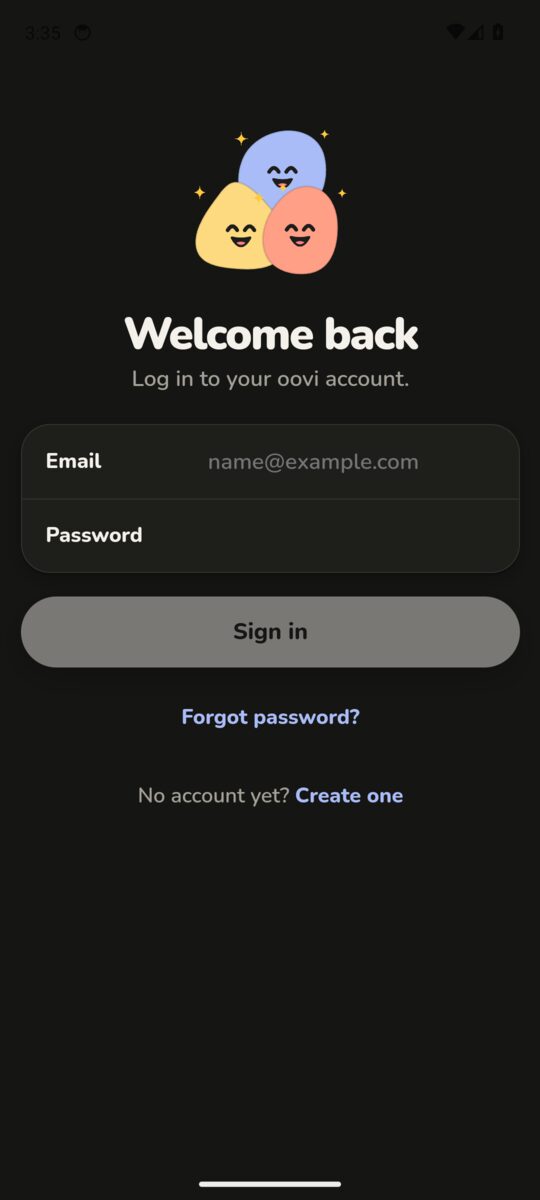 3:35
Welcome back
Log in to your oovi account.
Email name@example.com
Password
Sign in
Forgot password?
No account yet? Create one